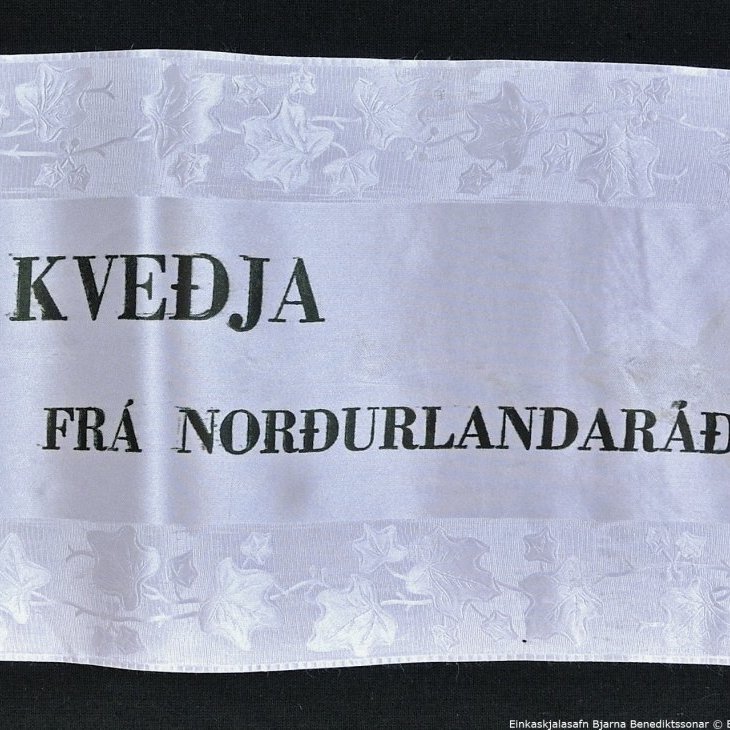 KVEÐJA
FRÁ NORÐURLANDARÁÐ
Einkaskjalasafn Bjarna Benediktssonar ©